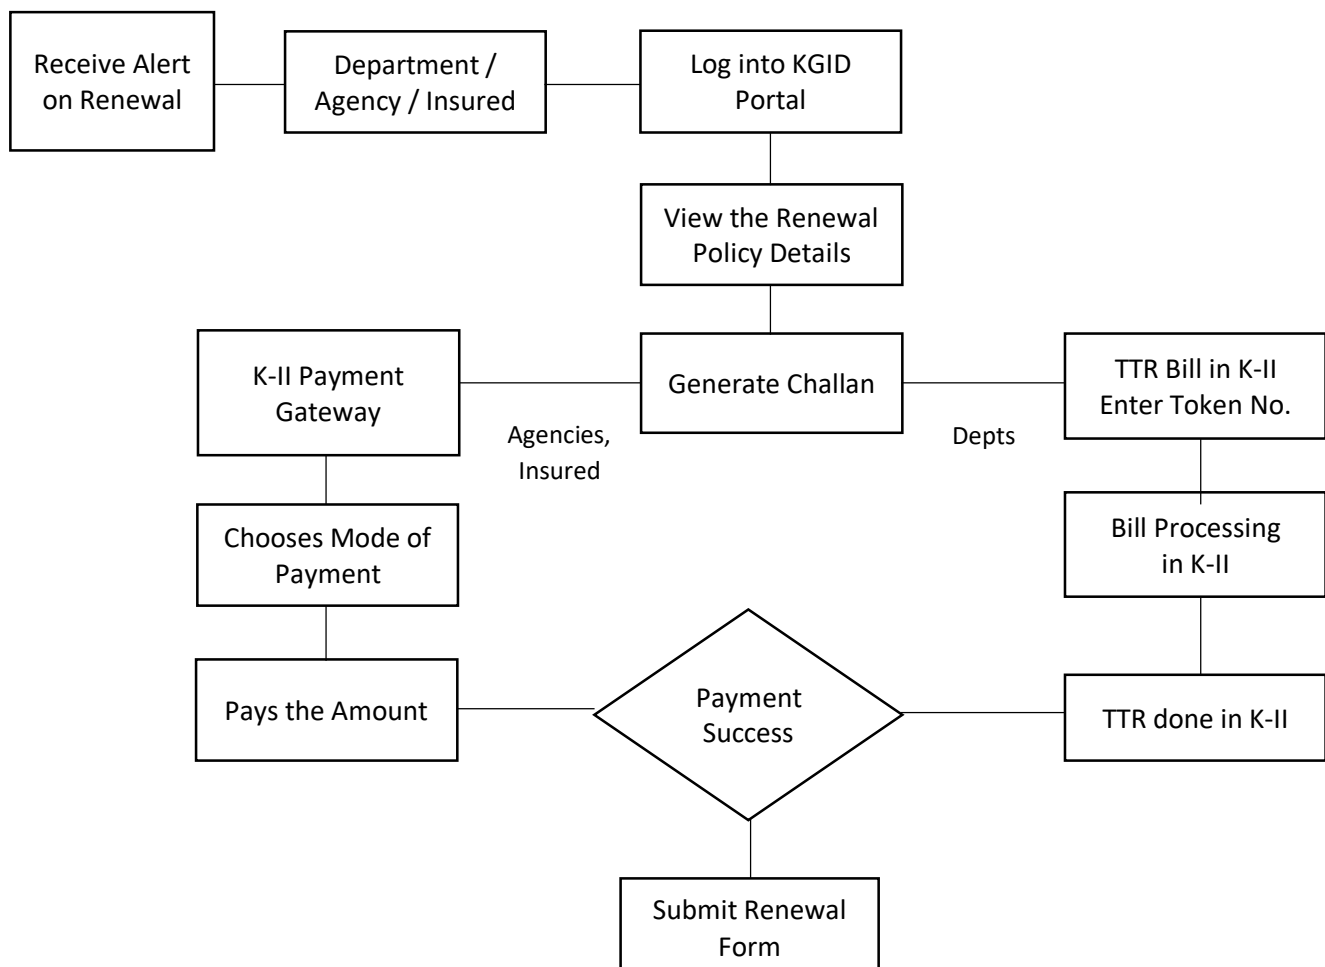 Receive Alert
on Renewal
Department /
Agency / Insured
Log into KGID
Portal
View the Renewal
Policy Details
K-II Payment
Gateway
Generate Challan
TTR Bill in K-II
Enter Token No.
Agencies,
Insured
Depts
Chooses Mode of
Payment
Bill Processing
in K-II
Pays the Amount
Payment
Success
TTR done in K-II
Submit Renewal
Form